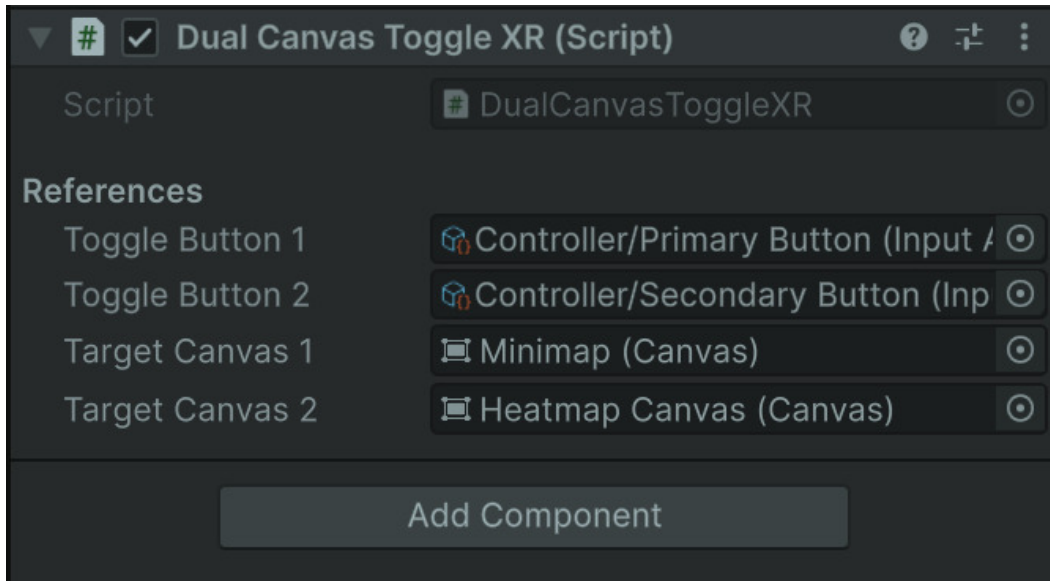 Dual Canvas Toggle XR (Script)
Script # DualCanvasToggleXR
References
Toggle Button 1 Controller/Primary Button (Input
Toggle Button 2 Controller/Secondary Button (Inp
Target Canvas 1 Minimap (Canvas)
Target Canvas 2 Heatmap Canvas (Canvas)
Add Component